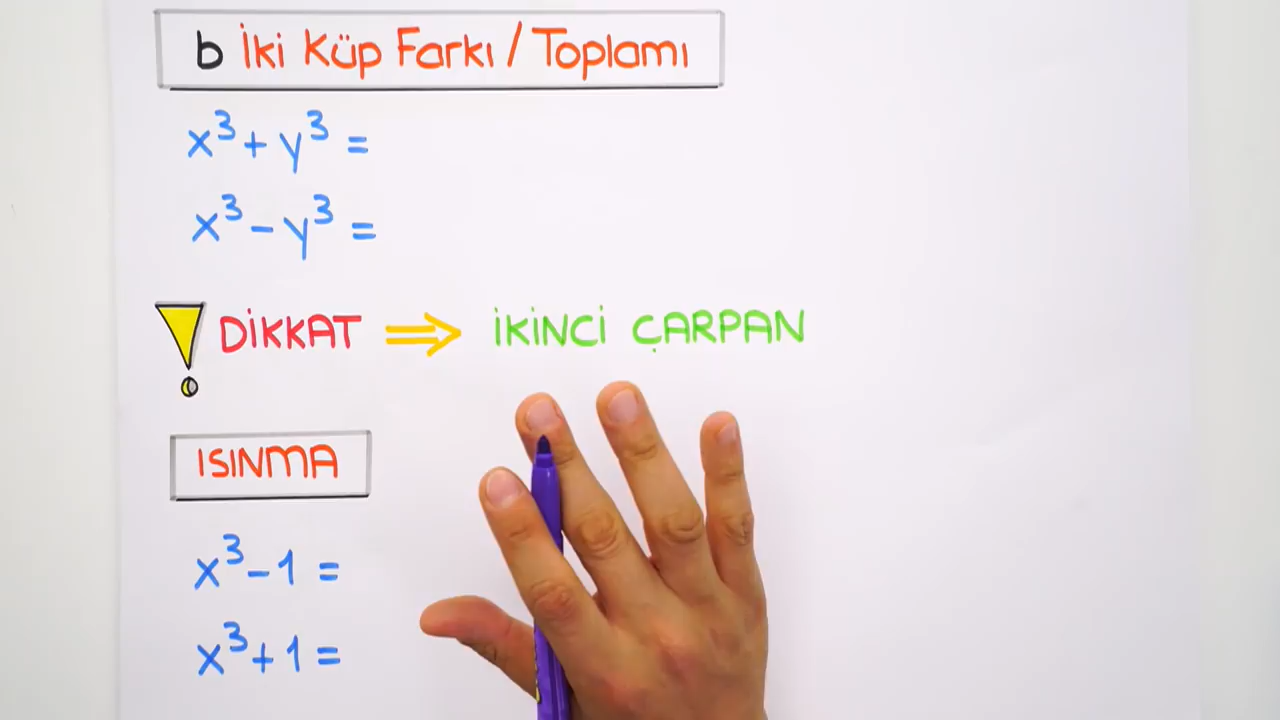 b İki Küp Farkı / Toplamı
x³ + y³ =
x³ - y³ =
! DİKKAT ⇒ İKİNCİ ÇARPAN
ISINMA
x³ - 1 =
x³ + 1 =